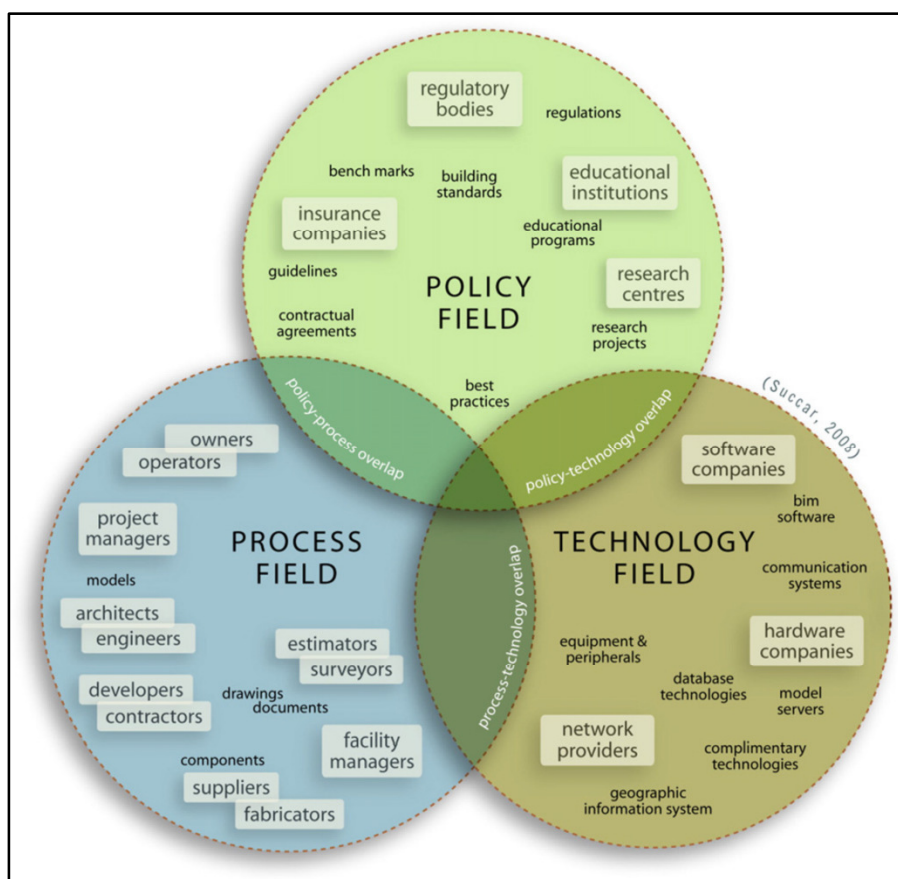 regulatory
bodies
regulations
bench marks
building
standards
educational
institutions
insurance
companies
educational
programs
guidelines
research
centres
POLICY
FIELD
contractual
agreements
research
projects
best
practices
policy-process overlap
policy-technology overlap
(Succar, 2008)
owners
operators
project
managers
PROCESS
FIELD
models
architects
engineers
estimators
surveyors
developers
contractors
drawings
documents
facility
managers
components
suppliers
fabricators
process-technology overlap
software
companies
bim
software
TECHNOLOGY
FIELD
communication
systems
hardware
companies
equipment &
peripherals
database
technologies
model
servers
network
providers
complimentary
technologies
geographic
information system